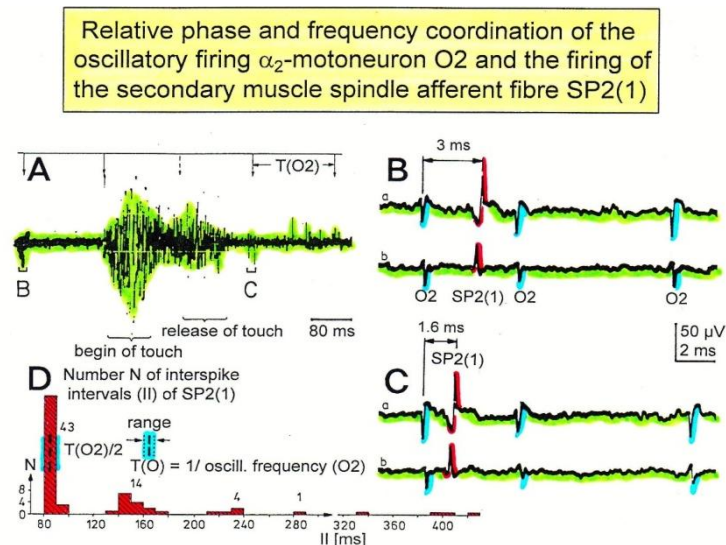 Relative phase and frequency coordination of the
oscillatory firing α₂-motoneuron O2 and the firing of
the secondary muscle spindle afferent fibre SP2(1)
A
T(O2)
B
C
begin of touch
release of touch
80 ms
B
3 ms
a
b
O2
SP2(1)
O2
O2
50 µV
2 ms
C
1.6 ms
SP2(1)
a
b
D
Number N of interspike
intervals (II) of SP2(1)
43
T(O2)/2
range
T(O) = 1/ oscill. frequency (O2)
N
8
4
0
14
4
1
80
120
160
200
240
280
320
360
400
II [ms]